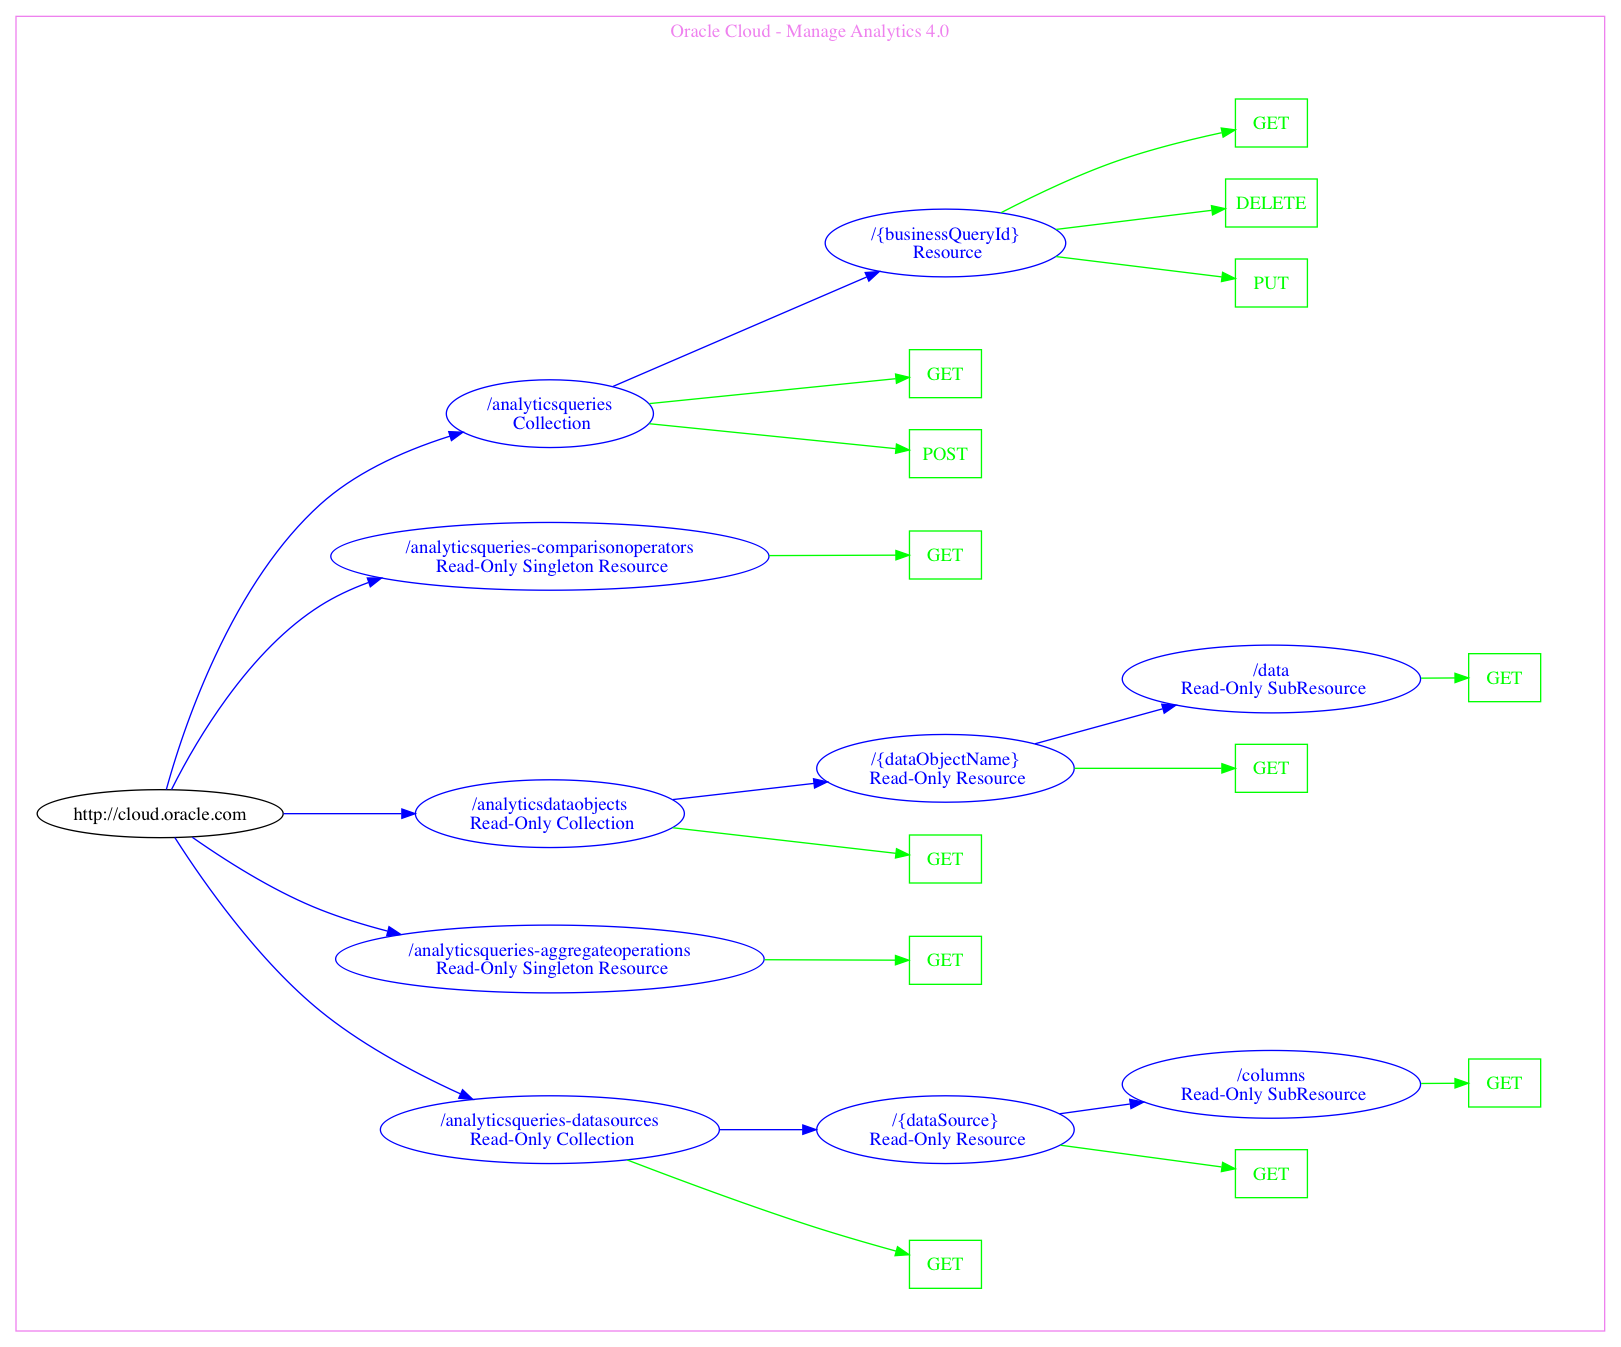 Oracle Cloud - Manage Analytics 4.0
GET
DELETE
/{businessQueryId}
Resource
PUT
GET
/analyticsqueries
Collection
POST
/analyticsqueries-comparisonoperators
Read-Only Singleton Resource
GET
/data
Read-Only SubResource
GET
/{dataObjectName}
Read-Only Resource
GET
http://cloud.oracle.com
/analyticsdataobjects
Read-Only Collection
GET
/analyticsqueries-aggregateoperations
Read-Only Singleton Resource
GET
/columns
Read-Only SubResource
GET
/analyticsqueries-datasources
Read-Only Collection
/{dataSource}
Read-Only Resource
GET
GET